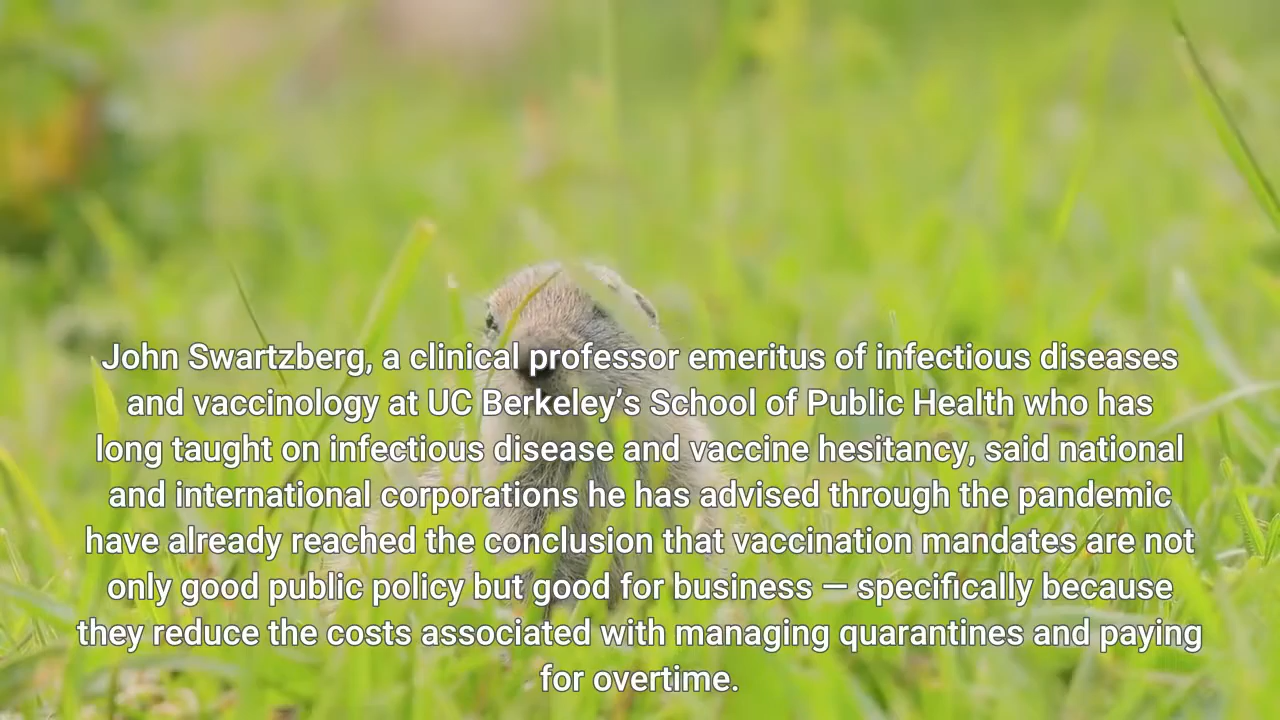 John Swartzberg, a clinical professor emeritus of infectious diseases
and vaccinology at UC Berkeley’s School of Public Health who has
long taught on infectious disease and vaccine hesitancy, said national
and international corporations he has advised through the pandemic
have already reached the conclusion that vaccination mandates are not
only good public policy but good for business — specifically because
they reduce the costs associated with managing quarantines and paying
for overtime.